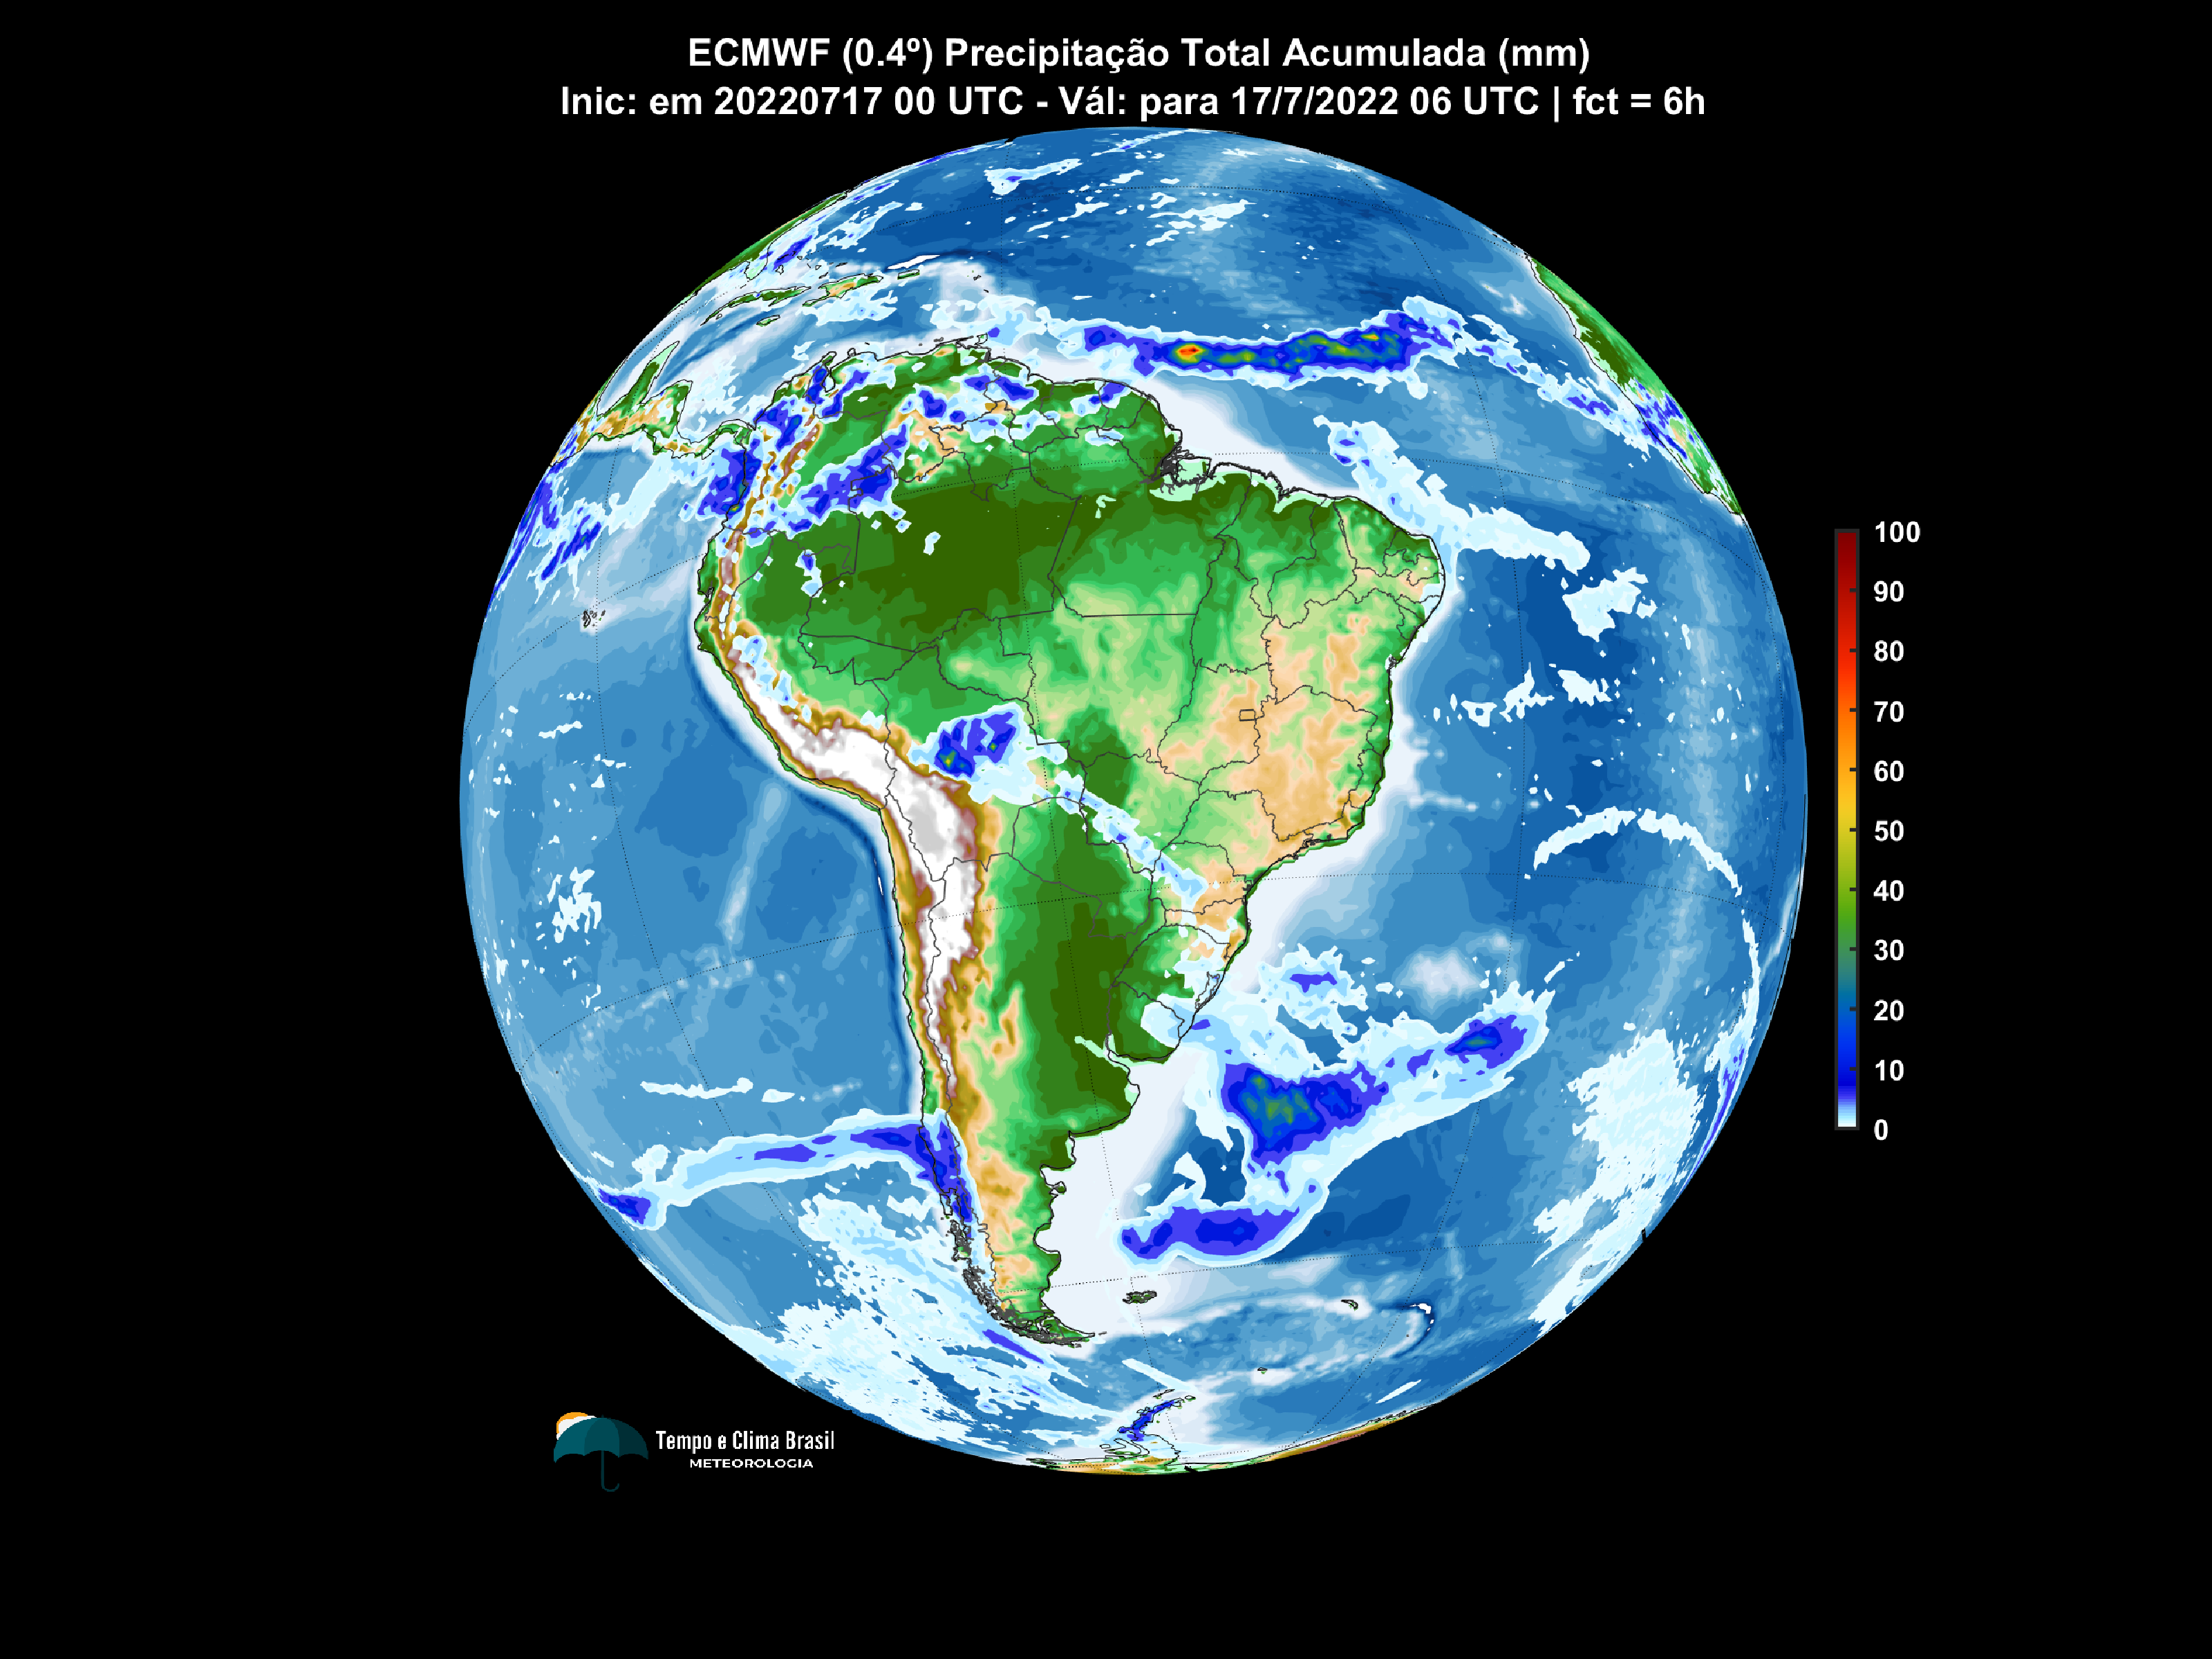 ECMWF (0.4º) Precipitação Total Acumulada (mm)
Inic: em 20220717 00 UTC - Vál: para 17/7/2022 06 UTC | fct = 6h
100
90
80
70
60
50
40
30
20
10
0
Tempo e Clima Brasil
METEOROLOGIA